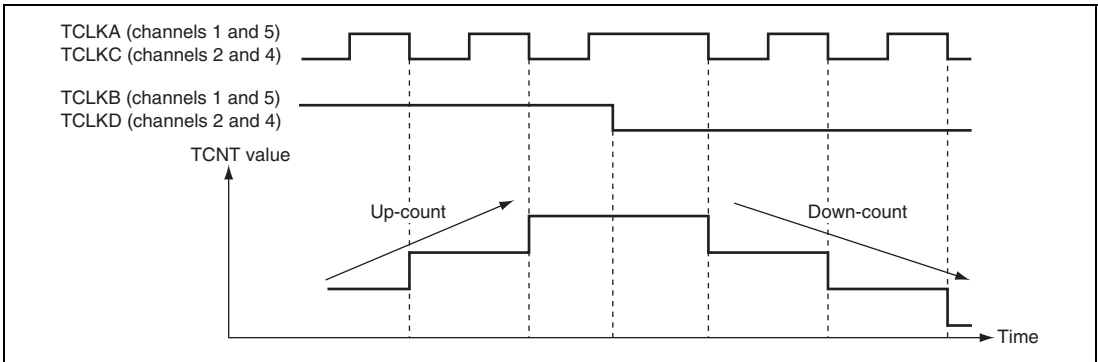 TCLKA (channels 1 and 5)
TCLKC (channels 2 and 4)
TCLKB (channels 1 and 5)
TCLKD (channels 2 and 4)
TCNT value
Up-count
Down-count
Time